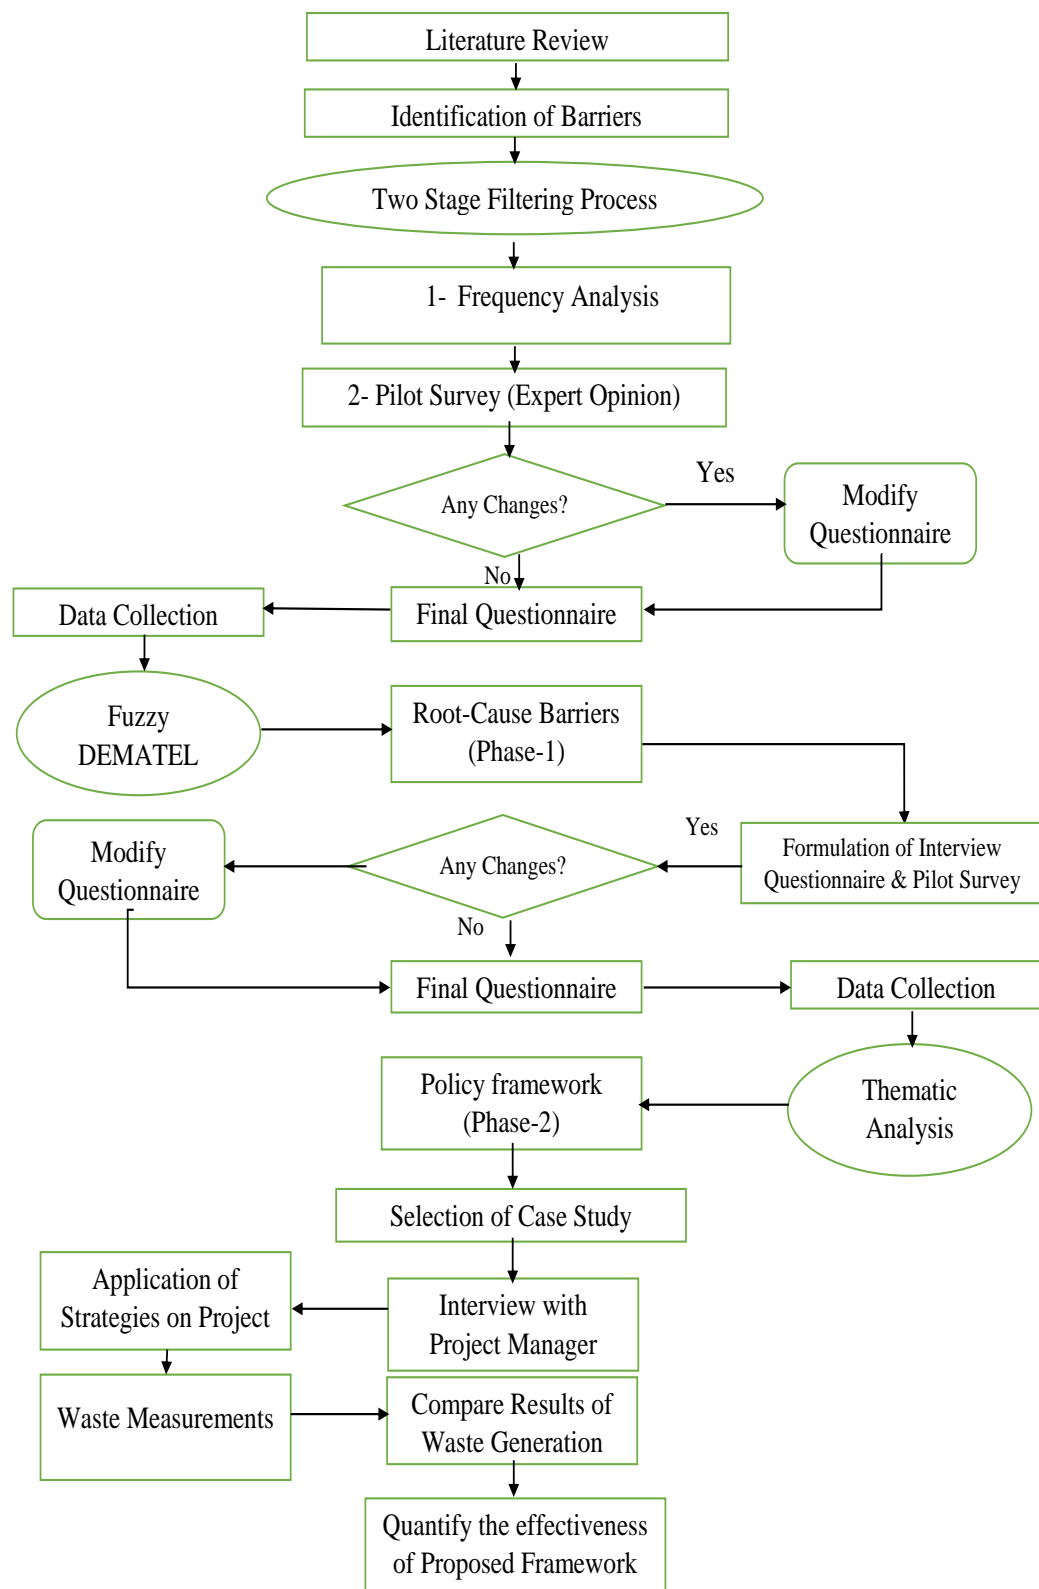 Literature Review
Identification of Barriers
Two Stage Filtering Process
1- Frequency Analysis
2- Pilot Survey (Expert Opinion)
Any Changes?
Yes
Modify
Questionnaire
No
Final Questionnaire
Data Collection
Fuzzy
DEMATEL
Root-Cause Barriers
(Phase-1)
Formulation of Interview
Questionnaire & Pilot Survey
Yes
Any Changes?
Modify
Questionnaire
No
Final Questionnaire
Data Collection
Thematic
Analysis
Policy framework
(Phase-2)
Selection of Case Study
Interview with
Project Manager
Application of
Strategies on Project
Waste Measurements
Compare Results of
Waste Generation
Quantify the effectiveness
of Proposed Framework